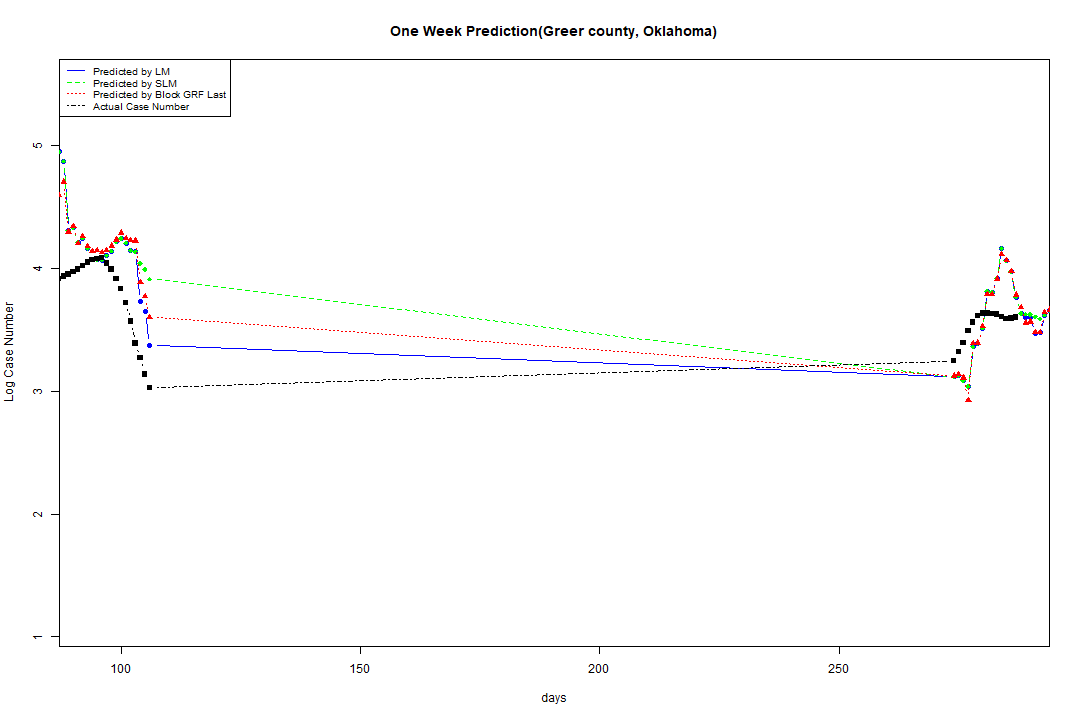 One Week Prediction(Greer county, Oklahoma)
Predicted by LM
Predicted by SLM
Predicted by Block GRF Last
Actual Case Number
5
4
3
2
1
Log Case Number
100 150 200 250
days